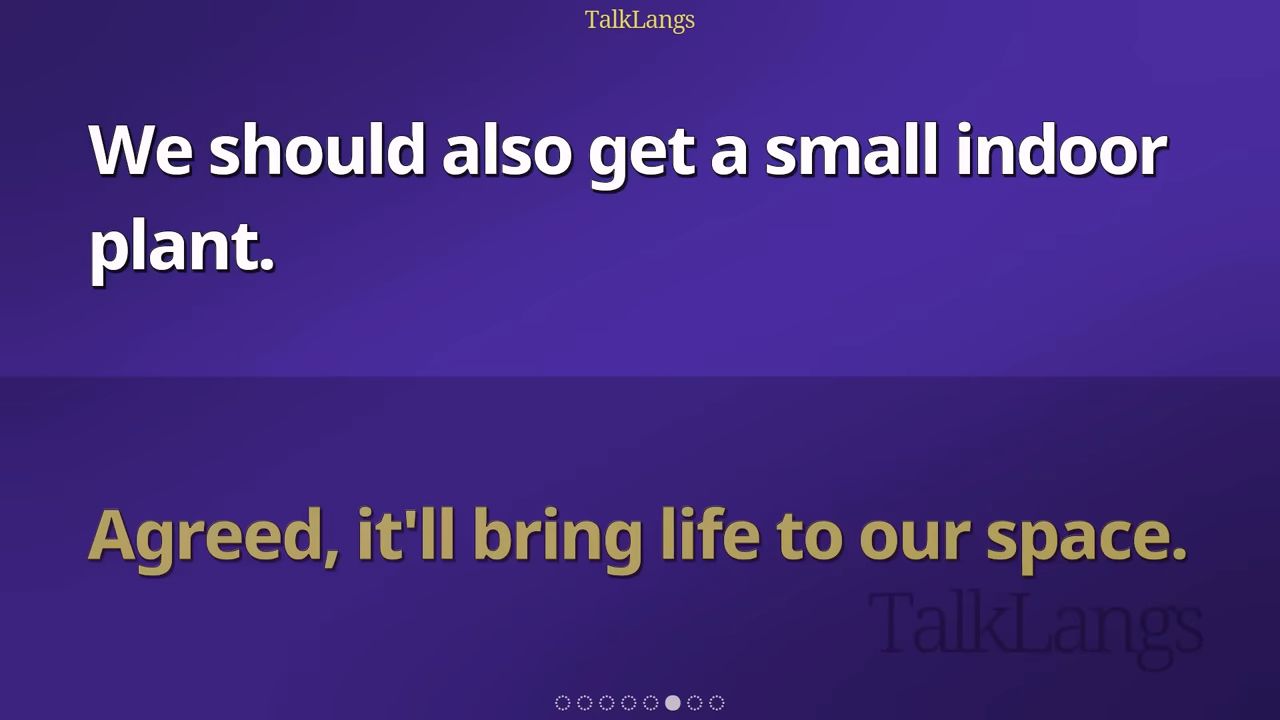 TalkLangs
We should also get a small indoor
plant.
Agreed, it'll bring life to our space.
TalkLangs